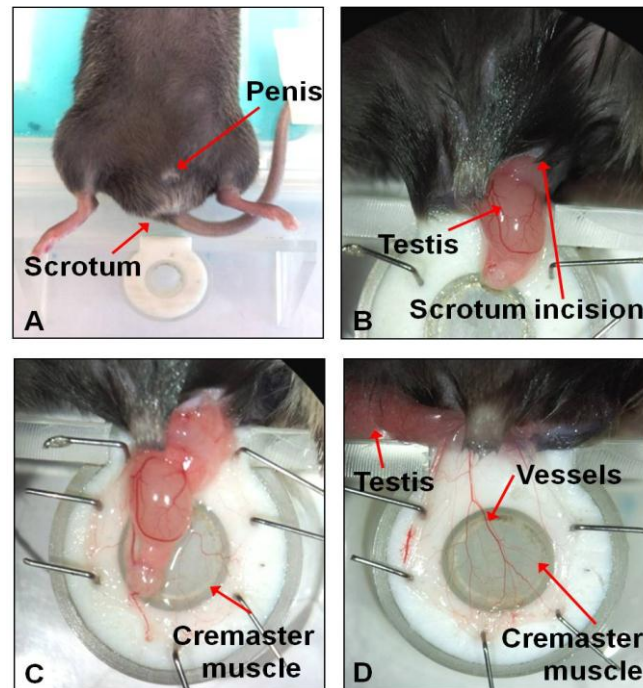 Penis
Scrotum
A
Testis
Scrotum incision
B
Cremaster
muscle
C
Testis
Vessels
Cremaster
muscle
D